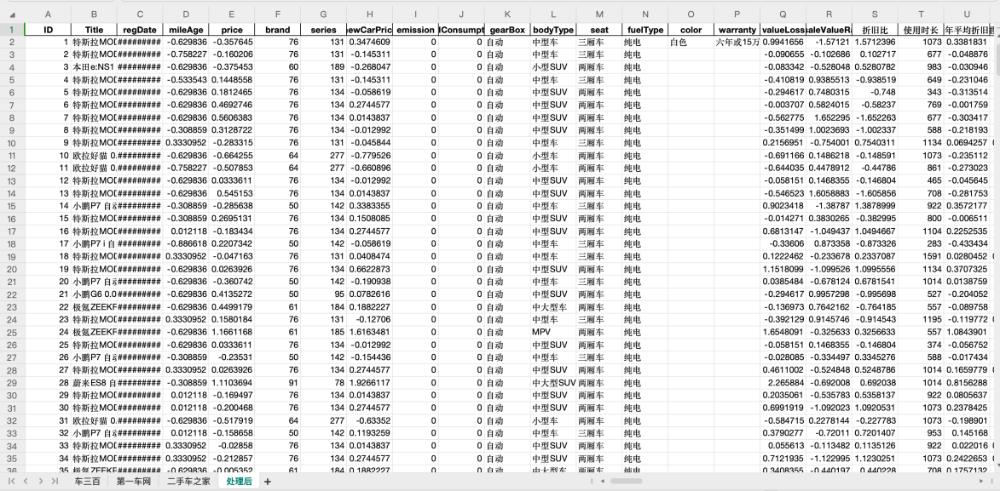 A B C D E F G H I J K L M N O P Q R S T U
1 ID Title regDate mileAge price brand series ewCarPric emission lConsumpt gearBox bodyType seat fuelType color warranty valueLoss saleValueRa 折旧比 使用时长 年平均折旧
2 1 特斯拉MOD ######### -0.629836 -0.357645 76 131 0.3474609 0 0 自动 中型车 三厢车 纯电 白色 六年或15万 0.9941656 -1.57121 1.5712396 1073 0.3381831
3 2 特斯拉MOD ######### -0.758227 -0.160206 76 131 -0.145311 0 0 自动 中型车 三厢车 纯电 -0.090655 -0.102686 0.102717 677 -0.048876
4 3 本田e:NS1 ######### -0.629836 -0.375453 60 189 -0.268047 0 0 自动 小型SUV 两厢车 纯电 -0.083342 -0.528048 0.5280782 983 -0.030946
5 4 特斯拉MOD ######### -0.533543 0.1448558 76 131 -0.145311 0 0 自动 中型车 三厢车 纯电 -0.410819 0.9385513 -0.938519 649 -0.231046
6 5 特斯拉MOD ######### -0.629836 0.1812465 76 134 -0.058619 0 0 自动 中型SUV 两厢车 纯电 -0.294617 0.7480315 -0.748 343 -0.313514
7 6 特斯拉MOD ######### -0.629836 0.4692746 76 134 0.2744577 0 0 自动 中型SUV 两厢车 纯电 -0.003707 0.5824015 -0.58237 769 -0.001759
8 7 特斯拉MOD ######### -0.629836 0.5606383 76 134 0.0143837 0 0 自动 中型SUV 两厢车 纯电 -0.562775 1.652295 -1.652263 677 -0.303417
9 8 特斯拉MOD ######### -0.308859 0.3128722 76 134 -0.012992 0 0 自动 中型SUV 两厢车 纯电 -0.351499 1.0023693 -1.002337 588 -0.218193
10 9 特斯拉MOD ######### 0.3330952 -0.283315 76 131 -0.045844 0 0 自动 中型车 三厢车 纯电 0.2156951 -0.754001 0.7540311 1134 0.0694257
11 10 欧拉好猫 0. ######### -0.629836 -0.664255 64 277 -0.779526 0 0 自动 小型车 两厢车 纯电 -0.691166 0.1486218 -0.148591 1073 -0.235112
12 11 欧拉好猫 0. ######### -0.758227 -0.507853 64 277 -0.660896 0 0 自动 小型车 两厢车 纯电 -0.644035 0.4478912 -0.44786 861 -0.273023
13 12 特斯拉MOD ######### -0.629836 0.0333611 76 134 -0.012992 0 0 自动 中型SUV 两厢车 纯电 -0.058151 0.1468355 -0.146804 465 -0.045645
14 13 特斯拉MOD ######### -0.629836 0.545153 76 134 0.0143837 0 0 自动 中型SUV 两厢车 纯电 -0.546523 1.6058883 -1.605856 708 -0.281753
15 14 小鹏P7 自 ######### -0.308859 -0.285638 50 142 0.3383355 0 0 自动 中型车 三厢车 纯电 0.9023418 -1.38787 1.3878999 922 0.3572177
16 15 特斯拉MOD ######### -0.308859 0.2695131 76 134 0.1508085 0 0 自动 中型SUV 两厢车 纯电 -0.014271 0.3830265 -0.382995 800 -0.006511
17 16 特斯拉MOD ######### 0.012118 -0.183434 76 134 0.2744577 0 0 自动 中型SUV 两厢车 纯电 0.6813147 -1.049437 1.0494667 1104 0.2252535
18 17 小鹏P7 i 自 ######### -0.886618 0.2207342 50 142 -0.058619 0 0 自动 中型车 三厢车 纯电 -0.33606 0.873358 -0.873326 283 -0.433434
19 18 特斯拉MOD ######### 0.3330952 -0.047163 76 131 0.0408474 0 0 自动 中型车 三厢车 纯电 0.1222462 -0.233678 0.2337087 1591 0.0280452
20 19 特斯拉MOD ######### -0.629836 0.0263926 76 134 0.6622873 0 0 自动 中型SUV 两厢车 纯电 1.1518099 -1.099526 1.0995556 1134 0.3707325
21 20 小鹏P7 自 ######### -0.629836 -0.360742 50 142 -0.190938 0 0 自动 中型车 三厢车 纯电 0.0385484 -0.678124 0.6781541 1014 0.0138759
22 21 小鹏G6 0.0 ######### -0.629836 0.4135272 50 95 0.0782616 0 0 自动 中型SUV 两厢车 纯电 -0.294617 0.9957298 -0.995698 527 -0.204052
23 22 极氪ZEEKR ######### -0.629836 0.4499179 61 184 0.1882227 0 0 自动 中大型车 两厢车 纯电 -0.136973 0.7642162 -0.764185 557 -0.089758
24 23 特斯拉MOD ######### 0.3330952 0.1580184 76 131 -0.12706 0 0 自动 中型车 三厢车 纯电 -0.392129 0.9145746 -0.914543 1195 -0.119772
25 24 极氪ZEEKR ######### -0.629836 1.1661168 61 185 1.6163481 0 0 自动 MPV 两厢车 纯电 1.6548091 -0.325633 0.3256633 557 1.0843901
26 25 特斯拉MOD ######### -0.629836 0.0333611 76 134 -0.012992 0 0 自动 中型SUV 两厢车 纯电 -0.058151 0.1468355 -0.146804 374 -0.056752
27 26 小鹏P7 自 ######### -0.308859 -0.23531 50 142 -0.154436 0 0 自动 中型车 三厢车 纯电 -0.028085 -0.334497 0.3345276 588 -0.017434
28 27 特斯拉MOD ######### 0.3330952 0.0263926 76 134 0.2744577 0 0 自动 中型SUV 两厢车 纯电 0.4611002 -0.524848 0.5248786 1014 0.1659779
29 28 蔚来ES8 自 ######### -0.308859 1.1103694 91 78 1.9266117 0 0 自动 中大型SUV 两厢车 纯电 2.265884 -0.692008 0.692038 1014 0.8156288
30 29 特斯拉MOD ######### 0.012118 -0.169497 76 134 0.0143837 0 0 自动 中型SUV 两厢车 纯电 0.2035061 -0.535783 0.5358137 922 0.0805637
31 30 特斯拉MOD ######### 0.012118 -0.200468 76 134 0.2744577 0 0 自动 中型SUV 两厢车 纯电 0.6991919 -1.092023 1.0920531 1073 0.2378425
32 31 欧拉好猫 0. ######### -0.629836 -0.517919 64 277 -0.63352 0 0 自动 小型车 两厢车 纯电 -0.584715 0.2278144 -0.227783 1073 -0.198901
33 32 小鹏P7 自 ######### 0.012118 -0.158658 50 142 0.1193259 0 0 自动 中型车 三厢车 纯电 0.3790277 -0.72011 0.7201407 953 0.145168
34 33 特斯拉MOD ######### 0.3330952 -0.02858 76 134 0.0143837 0 0 自动 中型SUV 两厢车 纯电 0.055613 -0.113482 0.1135126 922 0.022016
35 34 特斯拉MOD ######### 0.3330952 -0.212857 76 134 0.2744577 0 0 自动 中型SUV 两厢车 纯电 0.7121935 -1.122995 1.1230251 1073 0.2422653
36 35 极氪ZEEKR ######### -0.629836 -0.005352 61 184 0.1882227 0 0 自动 中大型车 两厢车 纯电 0.3408355 -0.440197 0.440228 708 0.1757132
车三百 第一车网 二手车之家 处理后 +